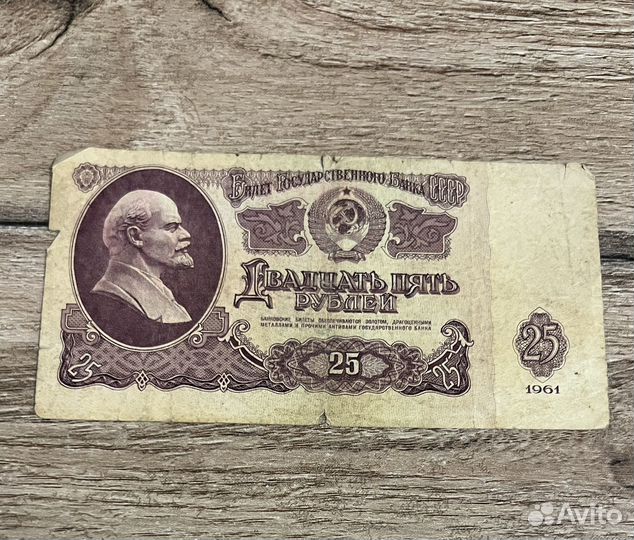 Билет Государственного Банка СССР
Двадцать пять
рублей
БАНКОВСКИЕ БИЛЕТЫ ОБЕСПЕЧИВАЮТСЯ ЗОЛОТОМ, ДРАГОЦЕННЫМИ
МЕТАЛЛАМИ И ПРОЧИМИ АКТИВАМИ ГОСУДАРСТВЕННОГО БАНКА
25
25
25
25
1961
Avito